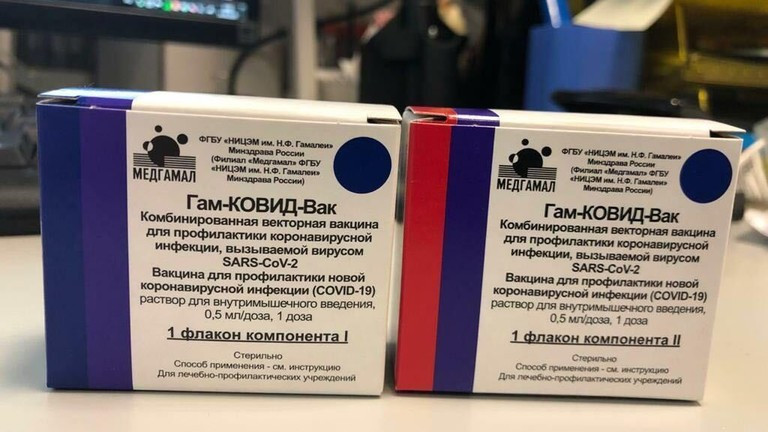 МЕДГАМАЛ
ФГБУ «НИЦЭМ им. Н.Ф. Гамалеи»
Минздрава России
(Филиал «Медгамал» ФГБУ
«НИЦЭМ им. Н.Ф. Гамалеи»
Минздрава России)
Гам-КОВИД-Вак
Комбинированная векторная вакцина
для профилактики коронавирусной
инфекции, вызываемой вирусом
SARS-CoV-2
Вакцина для профилактики новой
коронавирусной инфекции (COVID-19)
раствор для внутримышечного введения,
0,5 мл/доза, 1 доза
1 флакон компонента I
Стерильно
Способ применения - см. инструкцию
Для лечебно-профилактических учреждений
МЕДГАМАЛ
ФГБУ «НИЦЭМ им. Н.Ф. Гамалеи»
Минздрава России
(Филиал «Медгамал» ФГБУ
«НИЦЭМ им. Н.Ф. Гамалеи»
Минздрава России)
Гам-КОВИД-Вак
Комбинированная векторная вакцина
для профилактики коронавирусной
инфекции, вызываемой вирусом
SARS-CoV-2
Вакцина для профилактики новой
коронавирусной инфекции (COVID-19)
раствор для внутримышечного введения,
0,5 мл/доза, 1 доза
1 флакон компонента II
Стерильно
Способ применения - см. инструкцию
Для лечебно-профилактических учреждений